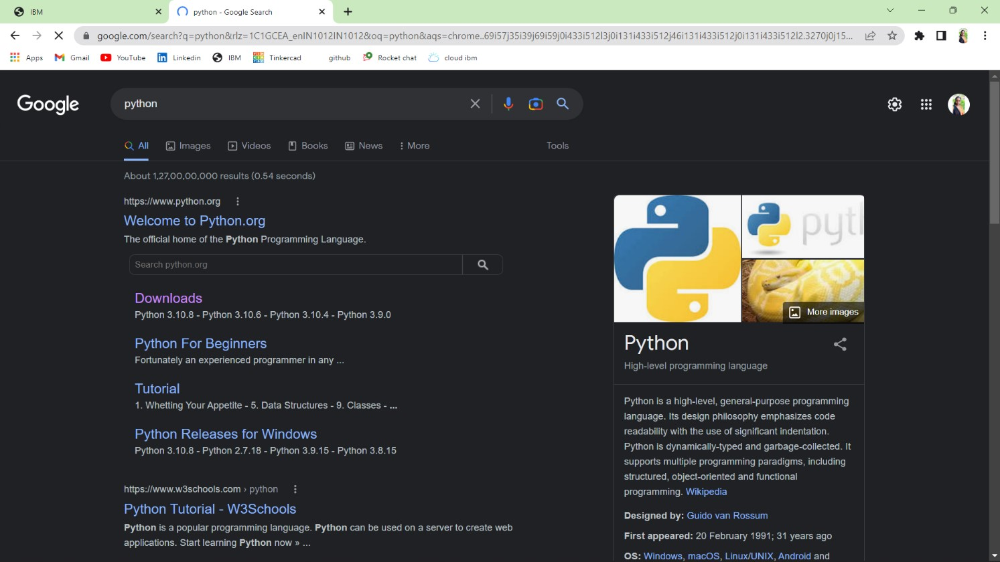 IBM
python - Google Search
google.com/search?q=python&rlz=1C1GCEA_enIN1012IN1012&oq=python&aqs=chrome..69i57j35i39j69i59j0i433i512l3j0i131i433i512j46i131i433i512j0i131i433i512l2.3270j0j15...
Apps
Gmail
YouTube
Linkedin
IBM
Tinkercad
github
Rocket chat
cloud ibm
Google
python
All
Images
Videos
Books
News
More
Tools
About 1,27,00,00,000 results (0.54 seconds)
https://www.python.org
Welcome to Python.org
The official home of the Python Programming Language.
Search python.org
Downloads
Python 3.10.8 - Python 3.10.6 - Python 3.10.4 - Python 3.9.0
Python For Beginners
Fortunately an experienced programmer in any ...
Tutorial
1. Whetting Your Appetite - 5. Data Structures - 9. Classes - ...
Python Releases for Windows
Python 3.10.8 - Python 2.7.18 - Python 3.9.15 - Python 3.8.15
https://www.w3schools.com › python
Python Tutorial - W3Schools
Python is a popular programming language. Python can be used on a server to create web
applications. Start learning Python now » ...
pyt
More images
Python
High-level programming language
Python is a high-level, general-purpose programming
language. Its design philosophy emphasizes code
readability with the use of significant indentation.
Python is dynamically-typed and garbage-collected. It
supports multiple programming paradigms, including
structured, object-oriented and functional
programming. Wikipedia
Designed by: Guido van Rossum
First appeared: 20 February 1991; 31 years ago
OS: Windows, macOS, Linux/UNIX, Android and